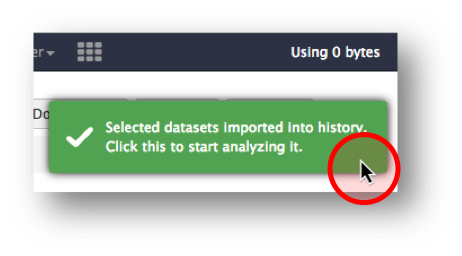 er
Using 0 bytes
Do
Selected datasets imported into history.
Click this to start analyzing it.